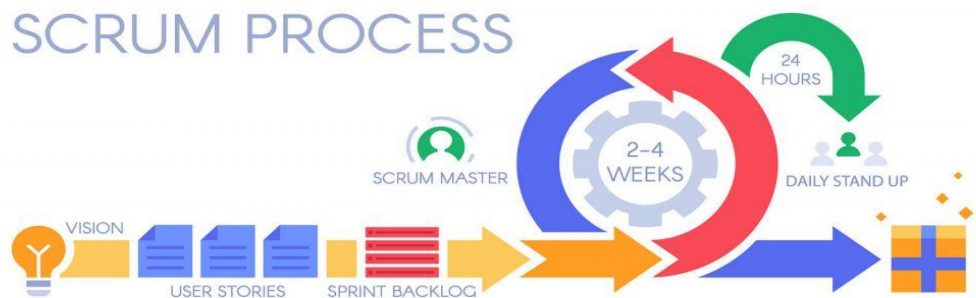 SCRUM PROCESS
24
HOURS
2-4
WEEKS
SCRUM MASTER
DAILY STAND UP
VISION
USER STORIES
SPRINT BACKLOG